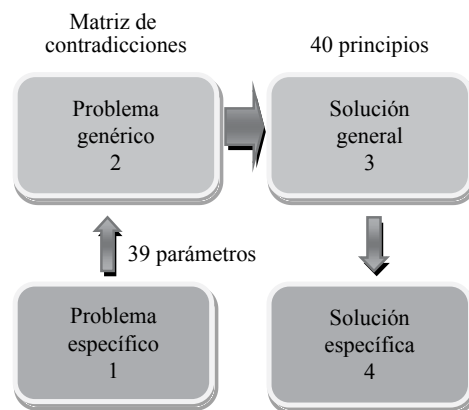 Matriz de
contradicciones
40 principios
Problema
genérico
2
Solución
general
3
39 parámetros
Problema
específico
1
Solución
específica
4